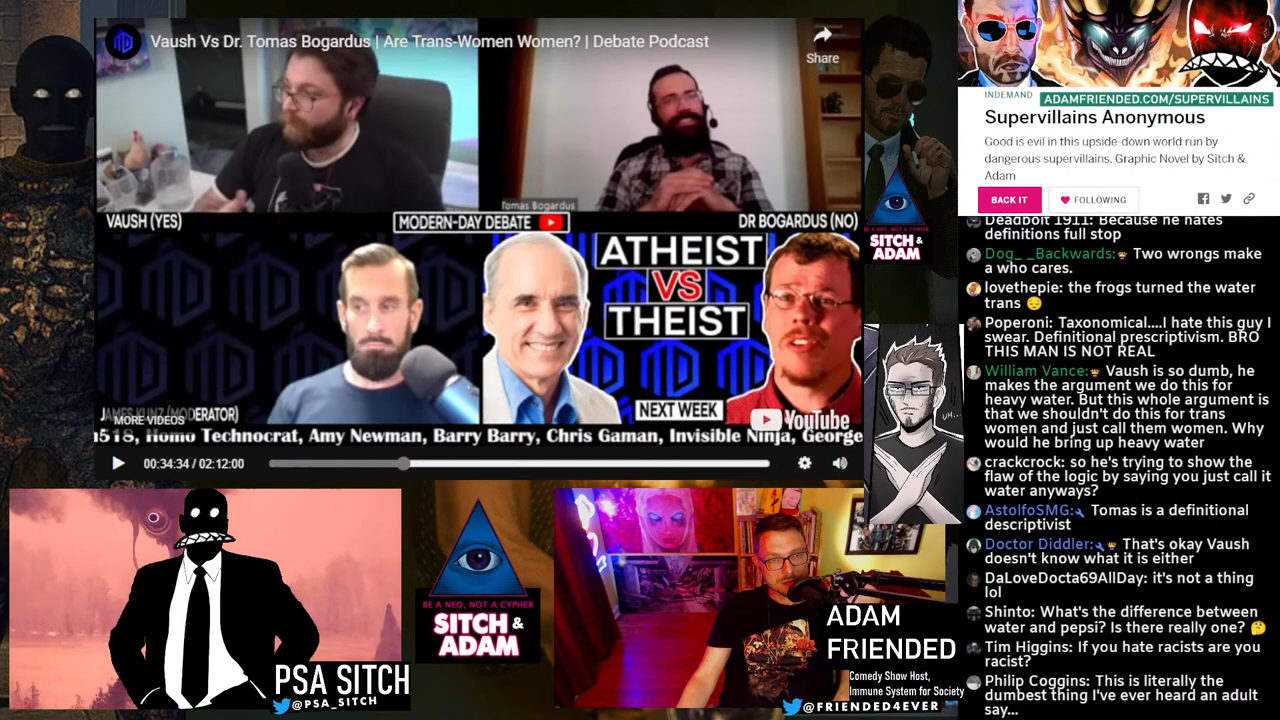 Vaush Vs Dr. Tomas Bogardus | Are Trans-Women Women? | Debate Podcast
Share
Tomas Bogardus
VAUSH (YES)
MODERN-DAY DEBATE
DR BOGARDUS (NO)
ATHEIST
VS
THEIST
NEXT WEEK
JAMES KUNZ (MODERATOR)
MORE VIDEOS
YouTube
n518, Homo Technocrat, Amy Newman, Barry Barry, Chris Gaman, Invisible Ninja, George
00:34:34 / 02:12:00
BE A NEO, NOT A CYPHER
SITCH &
ADAM
UH...
PSA SITCH
@PSA_SITCH
BE A NEO, NOT A CYPHER
SITCH &
ADAM
ADAM
FRIENDED
Comedy Show Host,
Immune System for Society
@FRIENDED4EVER
INDEMAND
ADAMFRIENDED.COM/SUPERVILLAINS
Supervillains Anonymous
Good is evil in this upside-down world run by
dangerous supervillains. Graphic Novel by Sitch &
Adam
BACK IT
FOLLOWING
Deadbolt 1911: Because he hates
definitions full stop
Dog_ _Backwards: Two wrongs make
a who cares.
lovethepie: the frogs turned the water
trans 😔
Poperoni: Taxonomical....I hate this guy I
swear. Definitional prescriptivism. BRO
THIS MAN IS NOT REAL
William Vance: Vaush is so dumb, he
makes the argument we do this for
heavy water. But this whole argument is
that we shouldn't do this for trans
women and just call them women. Why
would he bring up heavy water
crackcrock: so he's trying to show the
flaw of the logic by saying you just call it
water anyways?
AstolfoSMG: Tomas is a definitional
descriptivist
Doctor Diddler: That's okay Vaush
doesn't know what it is either
DaLoveDocta69AllDay: it's not a thing
lol
Shinto: What's the difference between
water and pepsi? Is there really one? 🤔
Tim Higgins: If you hate racists are you
racist?
Philip Coggins: This is literally the
dumbest thing I've ever heard an adult
say...